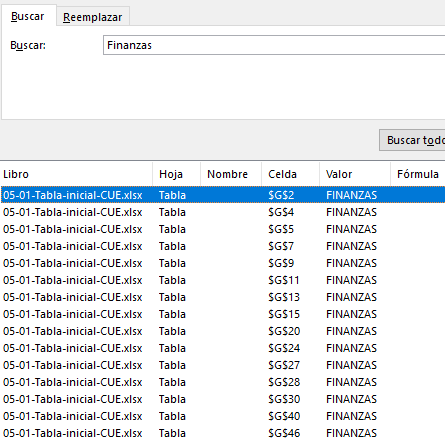 Buscar Reemplazar
Buscar: Finanzas
Buscar todo
Libro Hoja Nombre Celda Valor Fórmula
05-01-Tabla-inicial-CUE.xlsx Tabla $G$2 FINANZAS
05-01-Tabla-inicial-CUE.xlsx Tabla $G$4 FINANZAS
05-01-Tabla-inicial-CUE.xlsx Tabla $G$5 FINANZAS
05-01-Tabla-inicial-CUE.xlsx Tabla $G$7 FINANZAS
05-01-Tabla-inicial-CUE.xlsx Tabla $G$9 FINANZAS
05-01-Tabla-inicial-CUE.xlsx Tabla $G$11 FINANZAS
05-01-Tabla-inicial-CUE.xlsx Tabla $G$13 FINANZAS
05-01-Tabla-inicial-CUE.xlsx Tabla $G$15 FINANZAS
05-01-Tabla-inicial-CUE.xlsx Tabla $G$20 FINANZAS
05-01-Tabla-inicial-CUE.xlsx Tabla $G$24 FINANZAS
05-01-Tabla-inicial-CUE.xlsx Tabla $G$27 FINANZAS
05-01-Tabla-inicial-CUE.xlsx Tabla $G$28 FINANZAS
05-01-Tabla-inicial-CUE.xlsx Tabla $G$30 FINANZAS
05-01-Tabla-inicial-CUE.xlsx Tabla $G$40 FINANZAS
05-01-Tabla-inicial-CUE.xlsx Tabla $G$46 FINANZAS